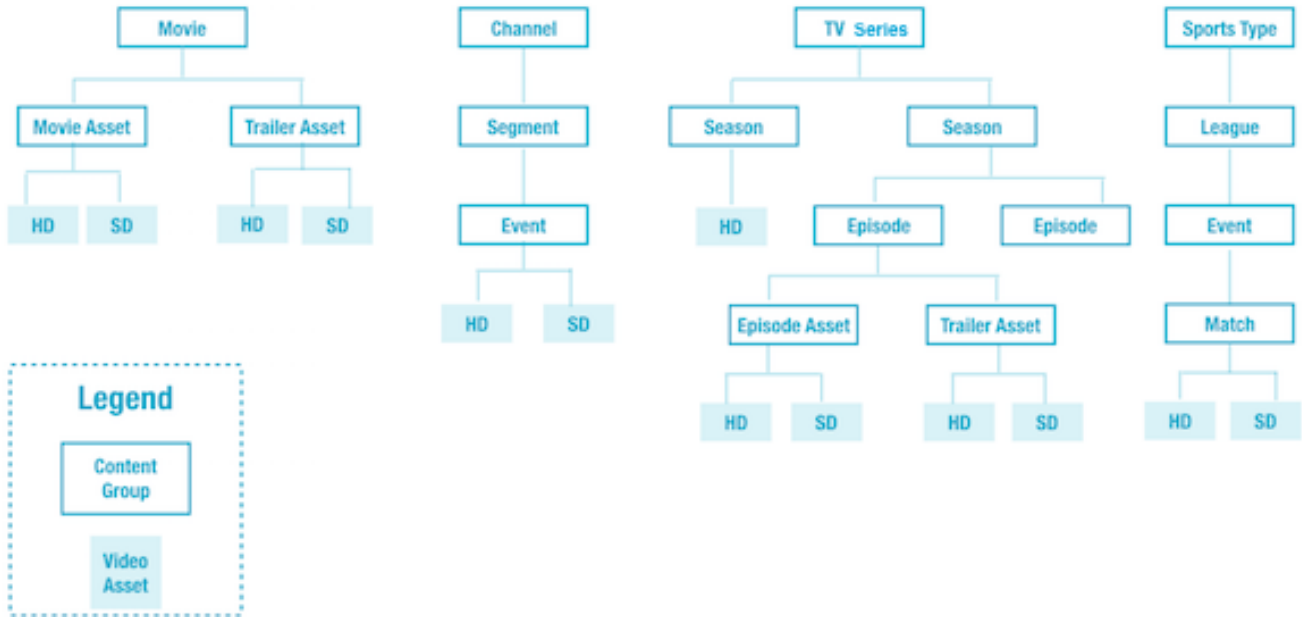 Movie
Channel
TV Series
Sports Type
Movie Asset
Trailer Asset
Segment
Season
Season
League
HD
SD
HD
SD
Event
HD
Episode
Episode
Event
HD
SD
Episode Asset
Trailer Asset
Match
HD
SD
HD
SD
HD
SD
Legend
Content
Group
Video
Asset